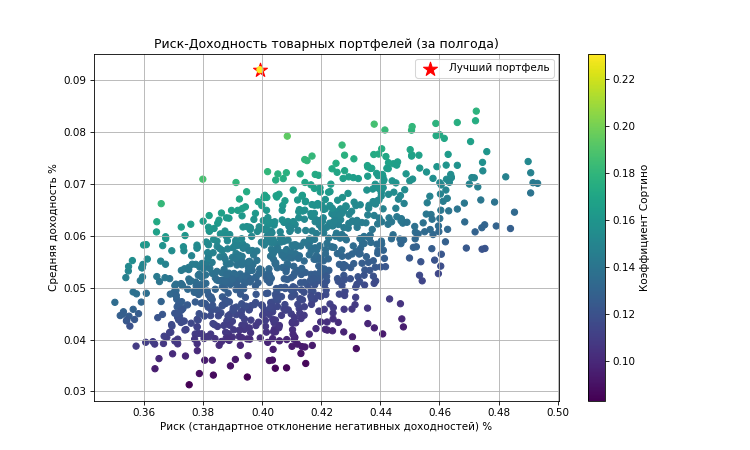 Риск-Доходность товарных портфелей (за полгода)
Лучший портфель
Средняя доходность %
0.09
0.08
0.07
0.06
0.05
0.04
0.03
0.36 0.38 0.40 0.42 0.44 0.46 0.48 0.50
Риск (стандартное отклонение негативных доходностей) %
0.22
0.20
0.18
0.16
0.14
0.12
0.10
Коэффициент Сортино